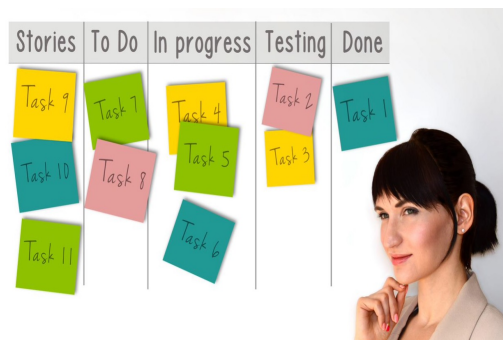 Stories To Do In progress Testing Done
Task 9 Task 7 Task 4 Task 2 Task 1
Task 10 Task 8 Task 5 Task 3
Task 11 Task 6